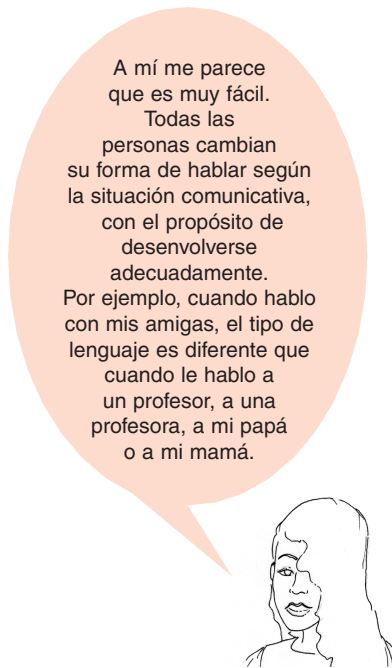 A mí me parece
que es muy fácil.
Todas las
personas cambian
su forma de hablar según
la situación comunicativa,
con el propósito de
desenvolverse
adecuadamente.
Por ejemplo, cuando hablo
con mis amigas, el tipo de
lenguaje es diferente que
cuando le hablo a
un profesor, a una
profesora, a mi papá
o a mi mamá.